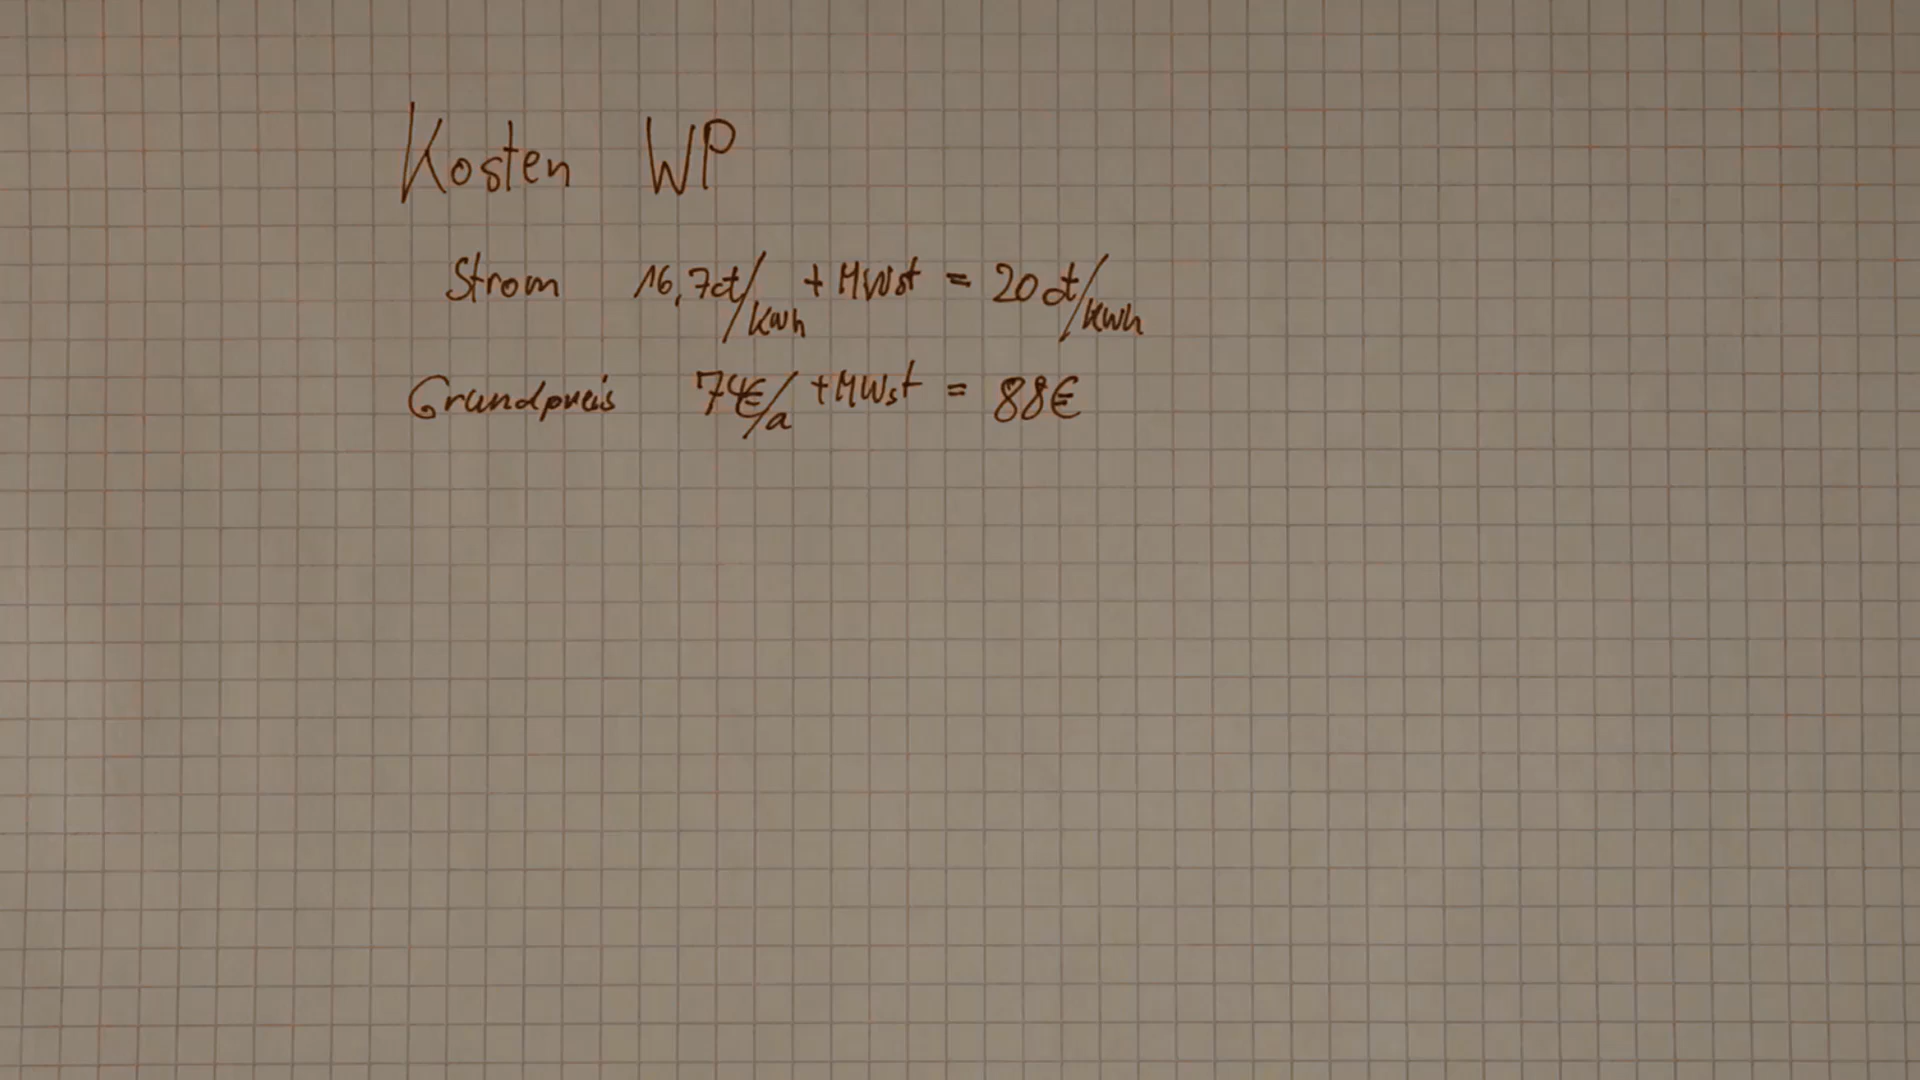 Kosten WP
Strom 16,7ct/kWh + MWst = 20ct/kWh
Grundpreis 74€/a + MWst = 88€